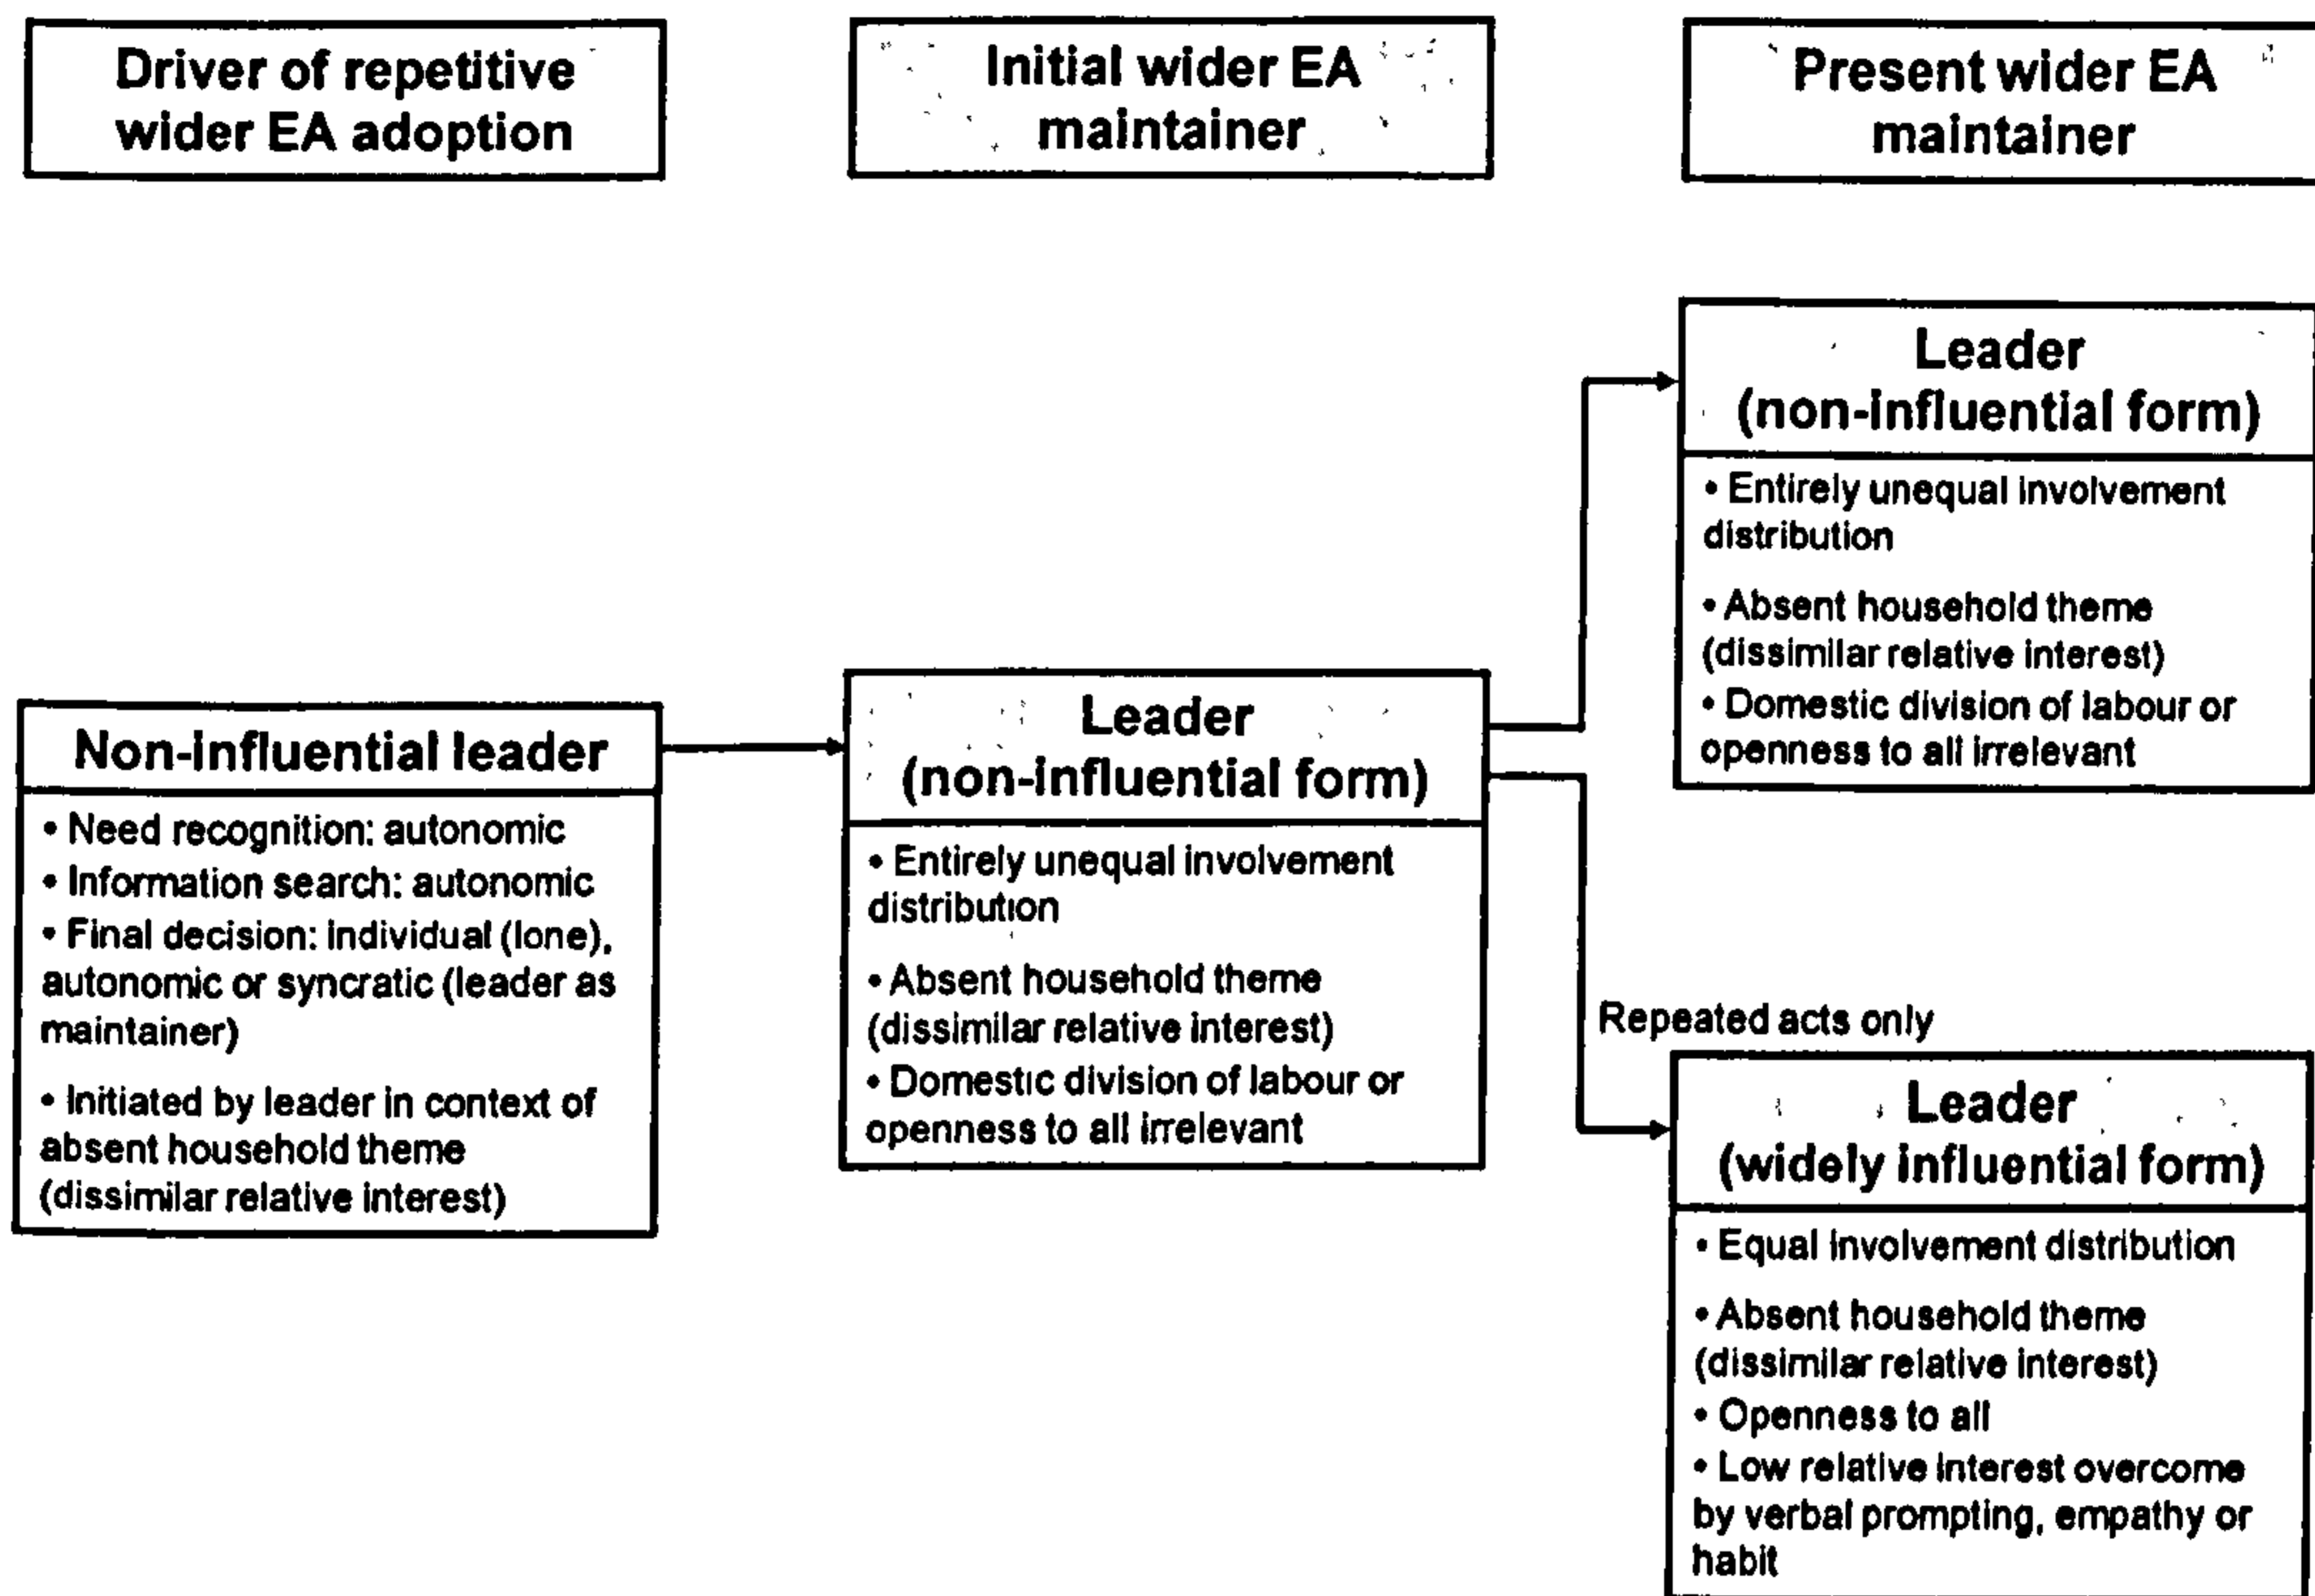 Driver of repetitive
wider EA adoption
Initial wider EA
maintainer
Present wider EA
maintainer
Leader
(non-influential form)
• Entirely unequal involvement
distribution
• Absent household theme
(dissimilar relative interest)
• Domestic division of labour or
openness to all irrelevant
Non-influential leader
• Need recognition: autonomic
• Information search: autonomic
• Final decision: individual (lone),
autonomic or syncratic (leader as
maintainer)
• Initiated by leader in context of
absent household theme
(dissimilar relative interest)
Leader
(non-influential form)
• Entirely unequal involvement
distribution
• Absent household theme
(dissimilar relative interest)
• Domestic division of labour or
openness to all irrelevant
Repeated acts only
Leader
(widely influential form)
• Equal involvement distribution
• Absent household theme
(dissimilar relative interest)
• Openness to all
• Low relative interest overcome
by verbal prompting, empathy or
habit